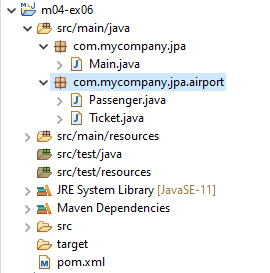 m04-ex06
src/main/java
com.mycompany.jpa
Main.java
com.mycompany.jpa.airport
Passenger.java
Ticket.java
src/main/resources
src/test/java
src/test/resources
JRE System Library [JavaSE-11]
Maven Dependencies
src
target
pom.xml